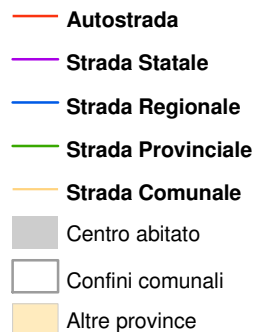 Autostrada
Strada Statale
Strada Regionale
Strada Provinciale
Strada Comunale
Centro abitato
Confini comunali
Altre province